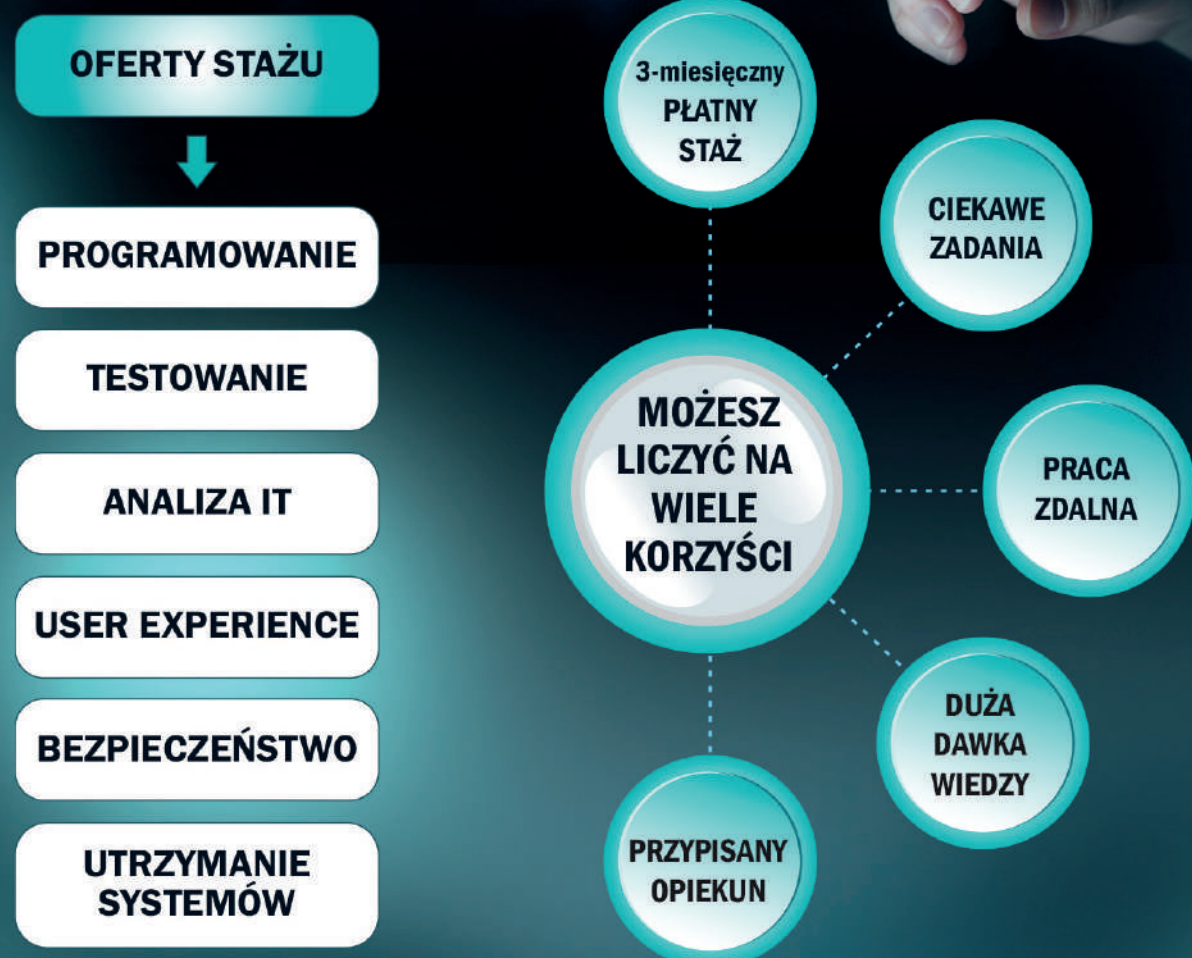 OFERTY STAŻU
PROGRAMOWANIE
TESTOWANIE
ANALIZA IT
USER EXPERIENCE
BEZPIECZEŃSTWO
UTRZYMANIE
SYSTEMÓW
MOŻESZ
LICZYĆ NA
WIELE
KORZYŚCI
3-miesięczny
PŁATNY
STAŻ
CIEKAWE
ZADANIA
PRACA
ZDALNA
DUŻA
DAWKA
WIEDZY
PRZYPISANY
OPIEKUN